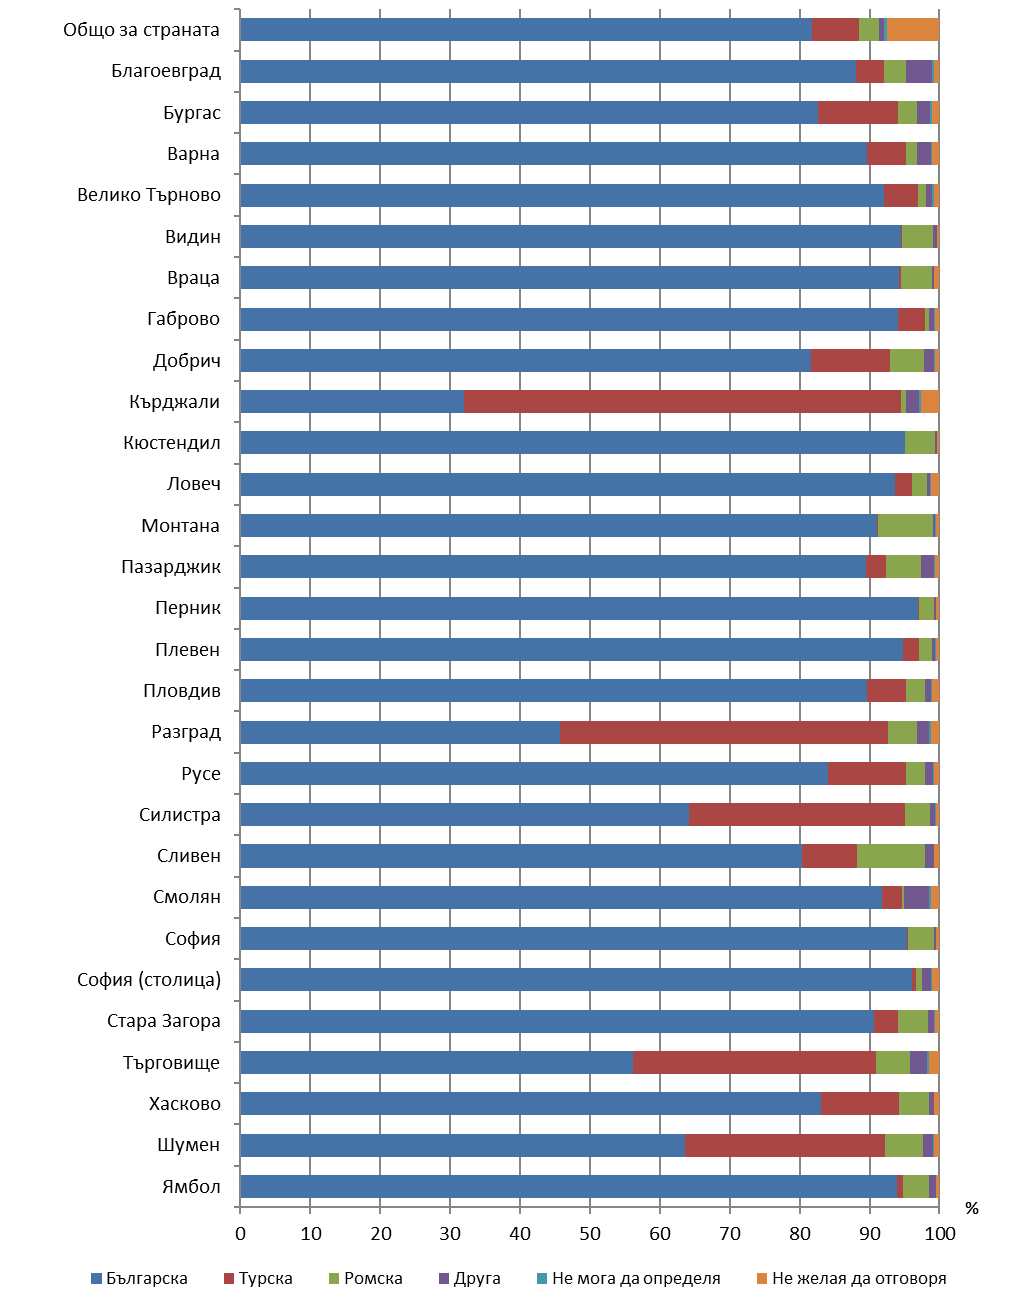 Общо за страната
Благоевград
Бургас
Варна
Велико Търново
Видин
Враца
Габрово
Добрич
Кърджали
Кюстендил
Ловеч
Монтана
Пазарджик
Перник
Плевен
Пловдив
Разград
Русе
Силистра
Сливен
Смолян
София
София (столица)
Стара Загора
Търговище
Хасково
Шумен
Ямбол
%
0 10 20 30 40 50 60 70 80 90 100
Българска Турска Ромска Друга Не мога да определя Не желая да отговоря